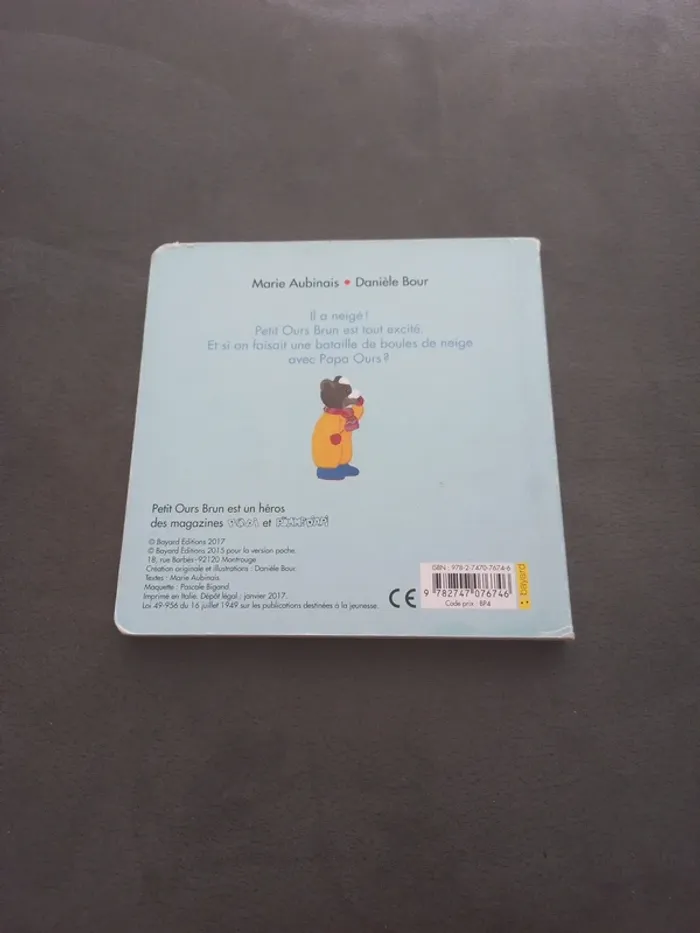 Marie Aubinais • Danièle Bour
Il a neigé !
Petit Ours Brun est tout excité.
Et si on faisait une bataille de boules de neige
avec Papa Ours ?
Petit Ours Brun est un héros
des magazines et
© Bayard Éditions 2017
© Bayard Éditions 2015 pour la version poche.
18, rue Barbès - 92120 Montrouge
Création originale et illustrations : Danièle Bour.
Textes : Marie Aubinais.
Maquette : Pascale Bigand.
Imprimé en Italie. Dépôt légal : janvier 2017.
Loi 49-956 du 16 juillet 1949 sur les publications destinées à la jeunesse.
CE
ISBN : 978-2-7470-7674-6
9 782747 076746
Code prix : BP4
bayard